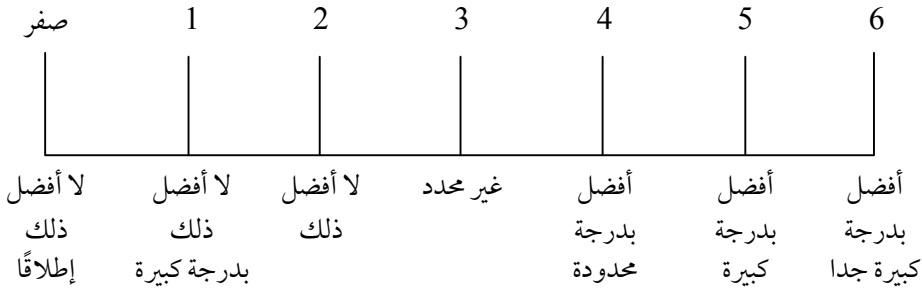 صفر 1 2 3 4 5 6
لا أفضل لا أفضل لا أفضل غير محدد أفضل أفضل أفضل
ذلك ذلك ذلك بدرجة بدرجة بدرجة
إطلاقًا بدرجة كبيرة محدودة كبيرة كبيرة جدا